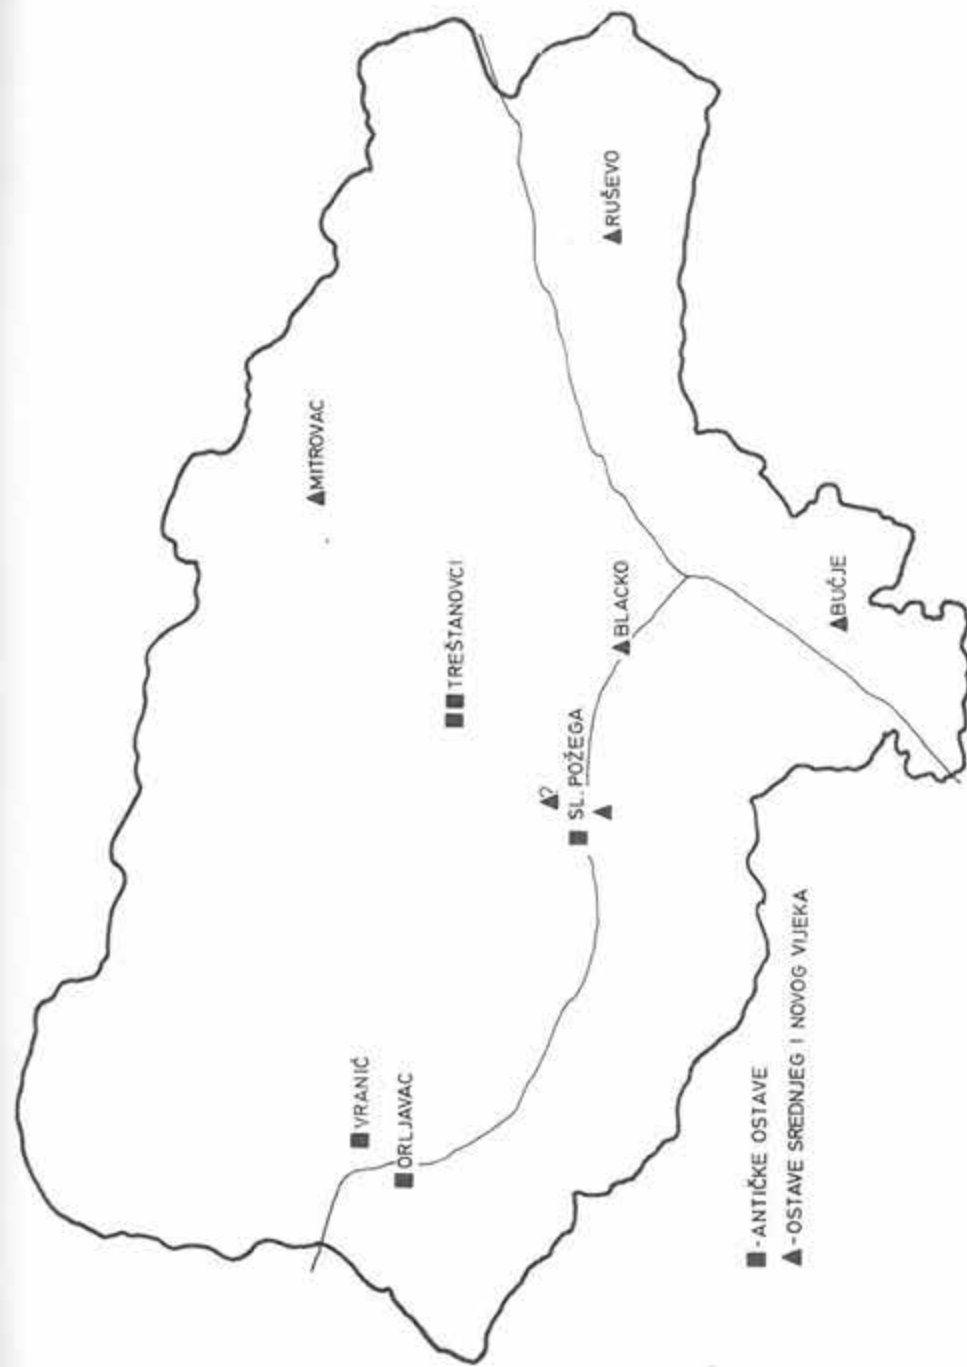 MITROVAC
RUŠEVO
TREŠTANOVCI
BLACKO
BUČJE
?
SL. POŽEGA
VRANIĆ
ORLJAVAC
- ANTIČKE OSTAVE
- OSTAVE SREDNJEG I NOVOG VIJEKA